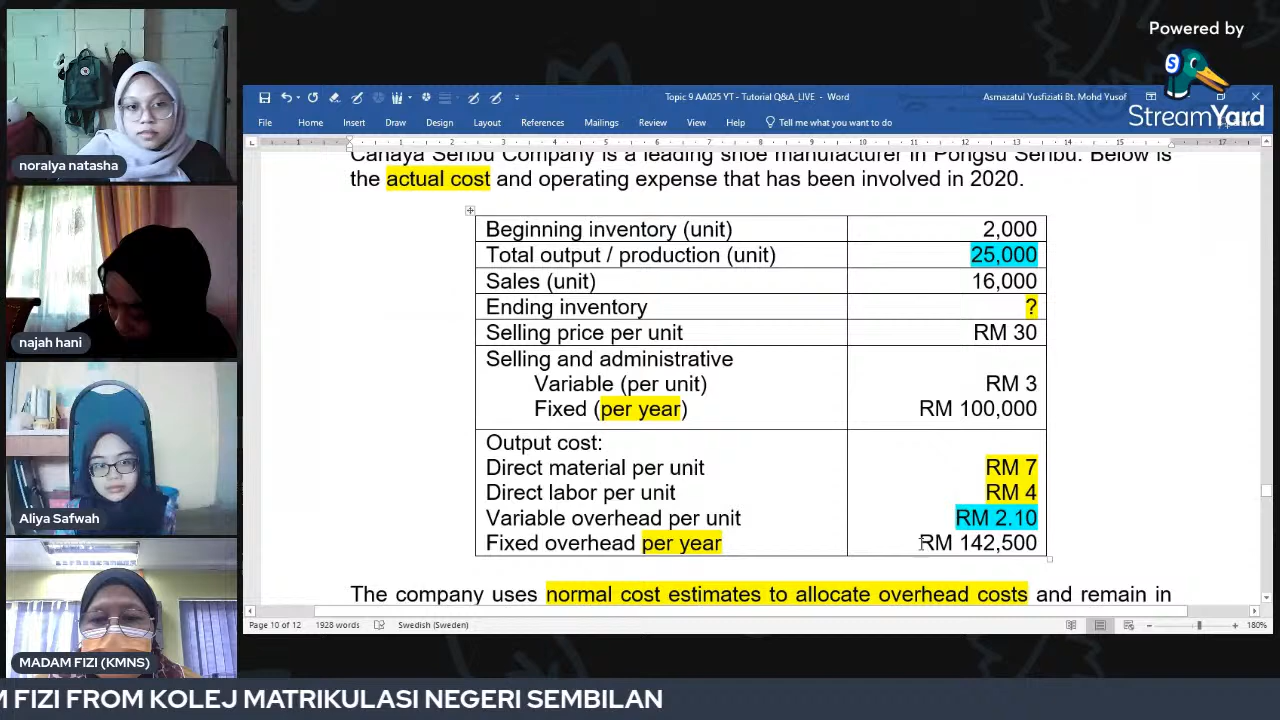 Powered by
StreamYard
noralya natasha
najah hani
Aliya Safwah
MADAM FIZI (KMNS)
Topic 9 AA025 YT - Tutorial Q&A_LIVE - Word
Asmazatul Yusfiziati Bt. Mohd Yusof
File Home Insert Draw Design Layout References Mailings Review View Help Tell me what you want to do
Cahaya Seribu Company is a leading shoe manufacturer in Pongsu Seribu. Below is
the actual cost and operating expense that has been involved in 2020.
Beginning inventory (unit) 2,000
Total output / production (unit) 25,000
Sales (unit) 16,000
Ending inventory ?
Selling price per unit RM 30
Selling and administrative
Variable (per unit) RM 3
Fixed (per year) RM 100,000
Output cost:
Direct material per unit RM 7
Direct labor per unit RM 4
Variable overhead per unit RM 2.10
Fixed overhead per year RM 142,500
The company uses normal cost estimates to allocate overhead costs and remain in
Page 10 of 12 1928 words Swedish (Sweden) 180%
M FIZI FROM KOLEJ MATRIKULASI NEGERI SEMBILAN